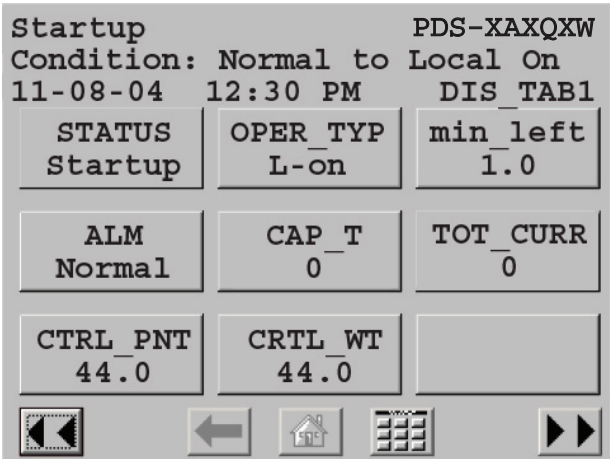 Startup PDS-XAXQXW
Condition: Normal to Local On
11-08-04 12:30 PM DIS_TAB1
STATUS OPER_TYP min_left
Startup L-on 1.0
ALM CAP_T TOT_CURR
Normal 0 0
CTRL_PNT CRTL_WT
44.0 44.0